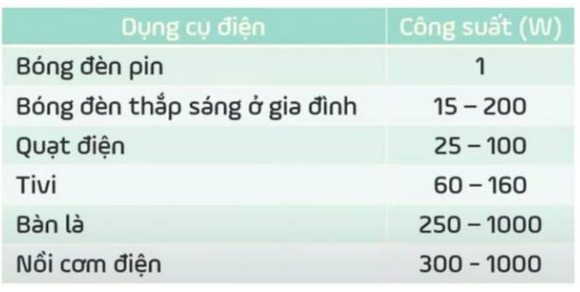 Dụng cụ điện Công suất (W)
Bóng đèn pin 1
Bóng đèn thắp sáng ở gia đình 15 – 200
Quạt điện 25 – 100
Tivi 60 – 160
Bàn là 250 – 1000
Nồi cơm điện 300 - 1000